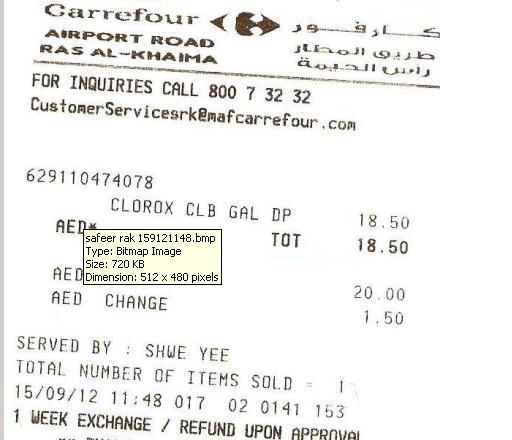 Carrefour كارفور
AIRPORT ROAD طريق المطار
RAS AL-KHAIMA رأس الخيمة
FOR INQUIRIES CALL 800 7 32 32
CustomerServicesrk@mafcarrefour.com
629110474078
CLOROX CLB GAL DP 18.50
AED* TOT 18.50
safeer rak 159121148.bmp
Type: Bitmap Image
Size: 720 KB
Dimension: 512 x 480 pixels
AED 20.00
AED CHANGE 1.50
SERVED BY : SHWE YEE
TOTAL NUMBER OF ITEMS SOLD = 1
15/09/12 11:48 017 02 0141 153
1 WEEK EXCHANGE / REFUND UPON APPROVAL